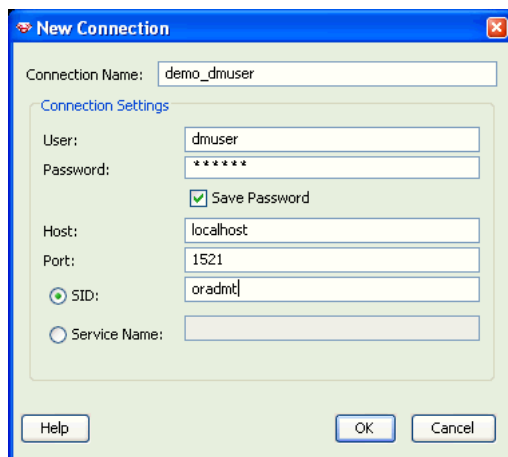 New Connection
Connection Name: demo_dmuser
Connection Settings
User: dmuser
Password: ******
Save Password
Host: localhost
Port: 1521
SID: oradmt
Service Name:
Help OK Cancel